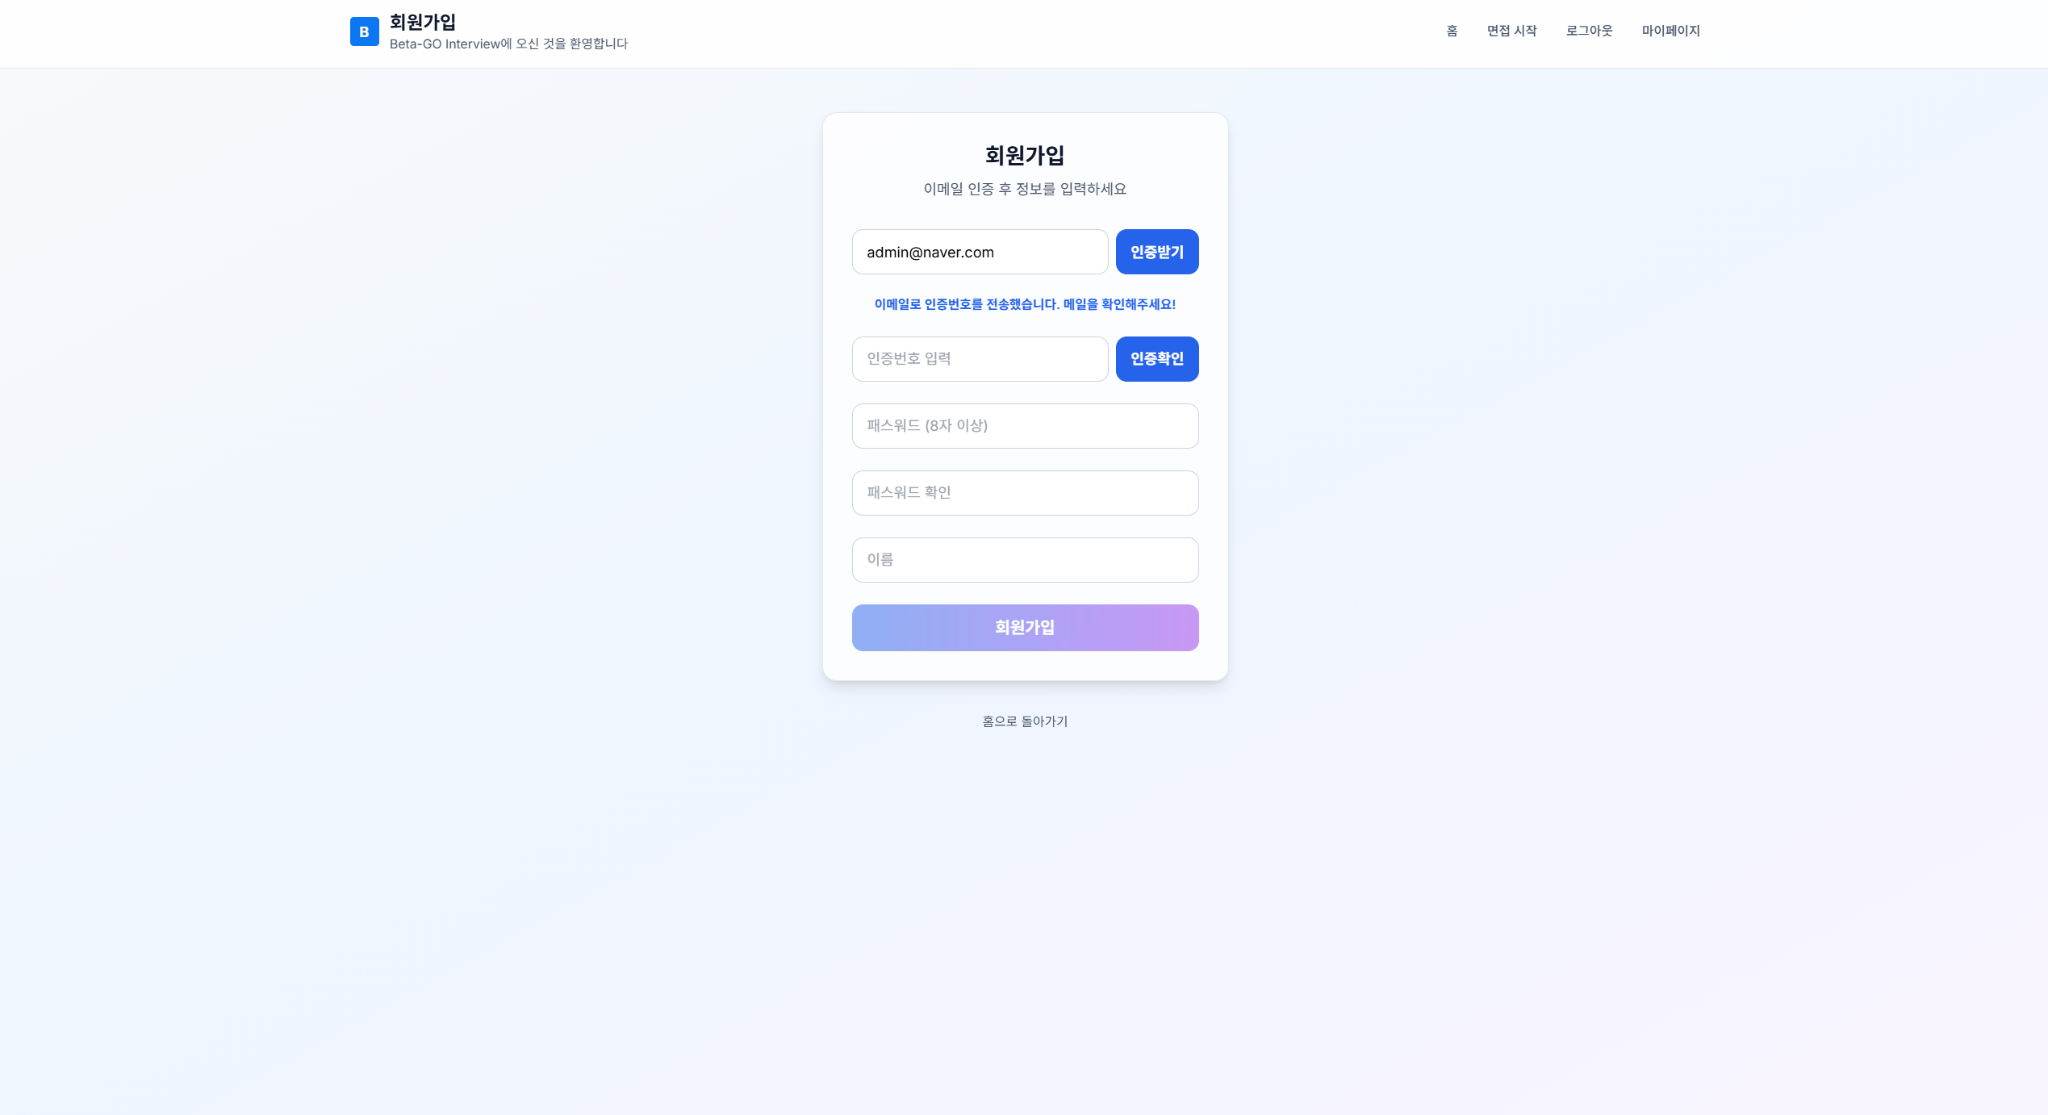 B
회원가입
Beta-GO Interview에 오신 것을 환영합니다
홈 면접 시작 로그아웃 마이페이지
회원가입
이메일 인증 후 정보를 입력하세요
admin@naver.com 인증받기
이메일로 인증번호를 전송했습니다. 메일을 확인해주세요!
인증번호 입력 인증확인
패스워드 (8자 이상)
패스워드 확인
이름
회원가입
홈으로 돌아가기